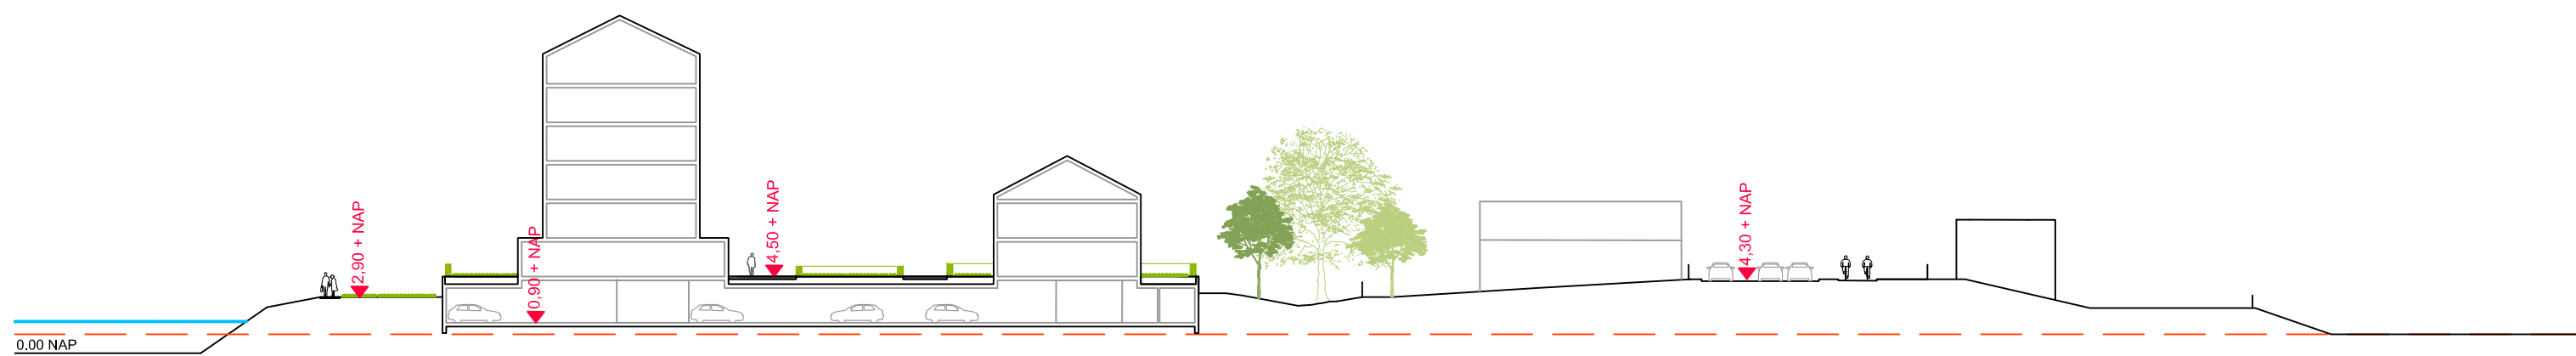 2,90 + NAP
0,90 + NAP
4,50 + NAP
4,30 + NAP
0.00 NAP